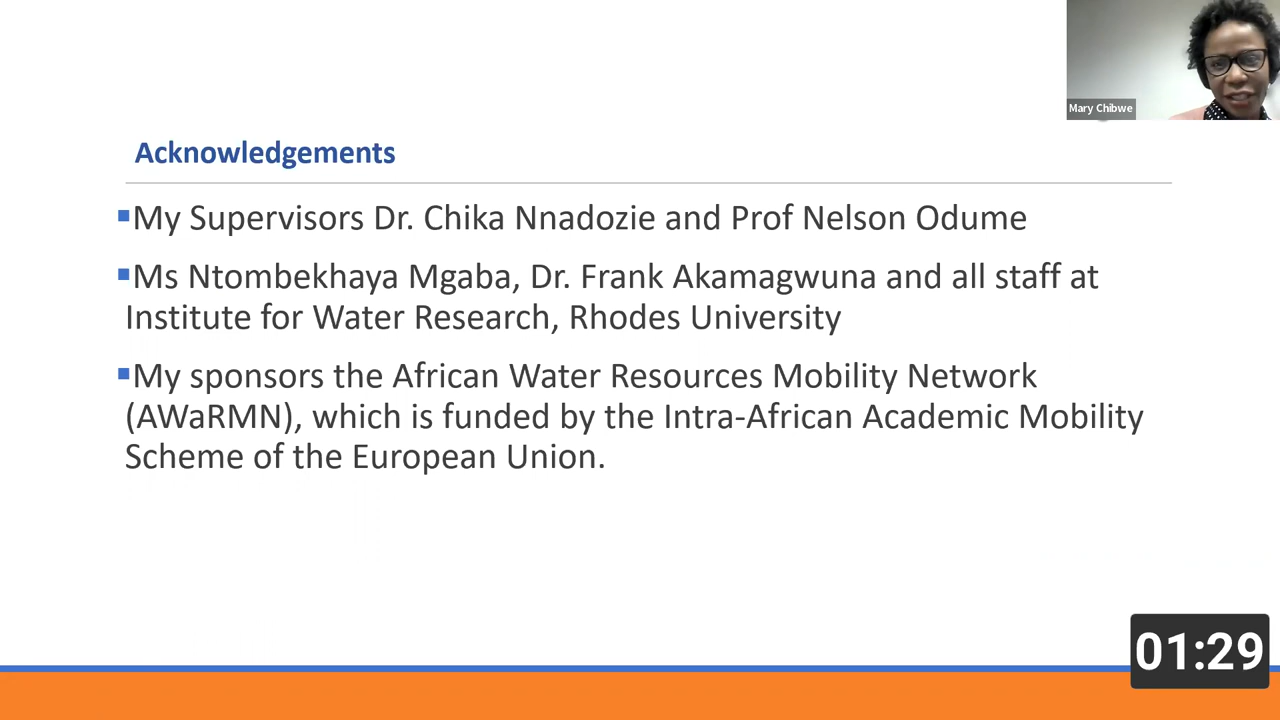 Mary Chibwe
Acknowledgements
▪My Supervisors Dr. Chika Nnadozie and Prof Nelson Odume
▪Ms Ntombekhaya Mgaba, Dr. Frank Akamagwuna and all staff at
Institute for Water Research, Rhodes University
▪My sponsors the African Water Resources Mobility Network
(AWaRMN), which is funded by the Intra-African Academic Mobility
Scheme of the European Union.
01:29